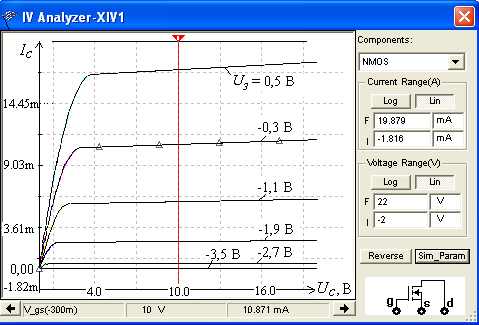 IV Analyzer-XIV1
I_C
U_З = 0,5 В
14.45m
-0,3 В
9.03m
-1,1 В
3.61m
-1,9 В
-3,5 В
-2,7 В
0,00
-1.82m
4.0
10.0
16.0
U_C, В
V_gs(-300m)
10 V
10.871 mA
Components:
NMOS
Current Range(A)
Log
Lin
F 19.879 mA
I -1.816 mA
Voltage Range(V)
Log
Lin
F 22 V
I -2 V
Reverse
Sim_Param
g s d